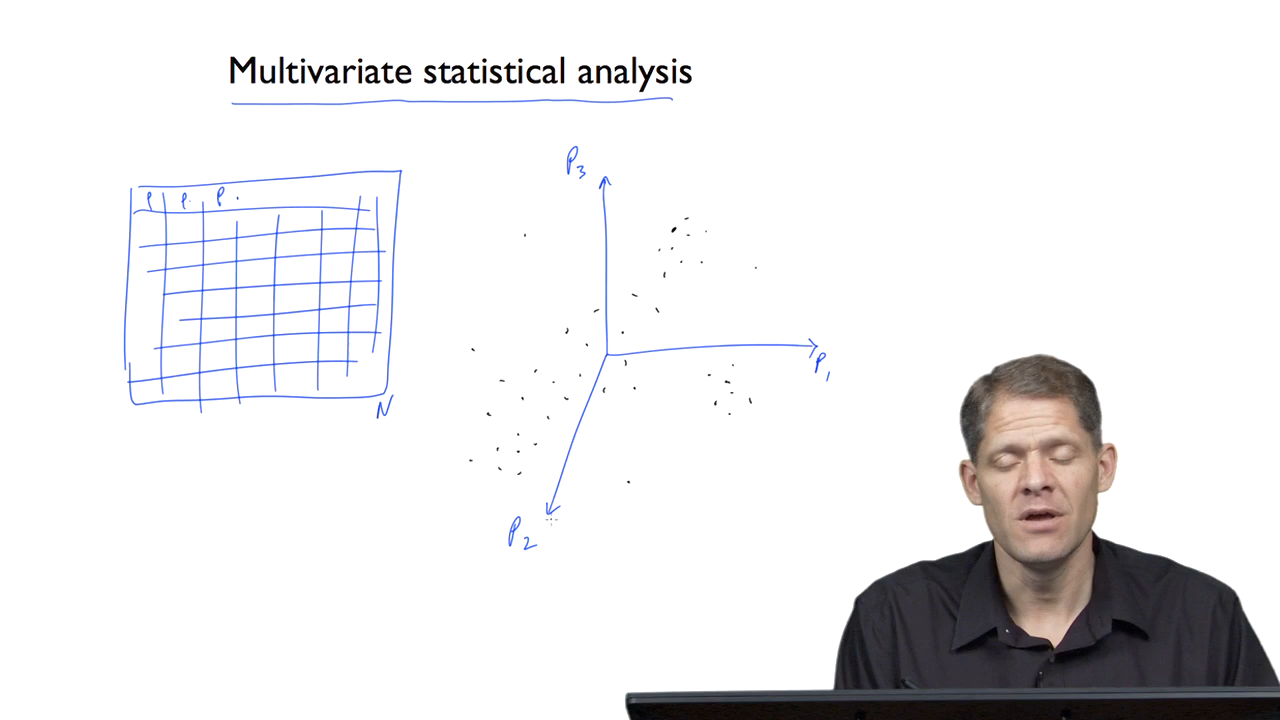 Multivariate statistical analysis
P₃
P P P
P₁
N
P₂